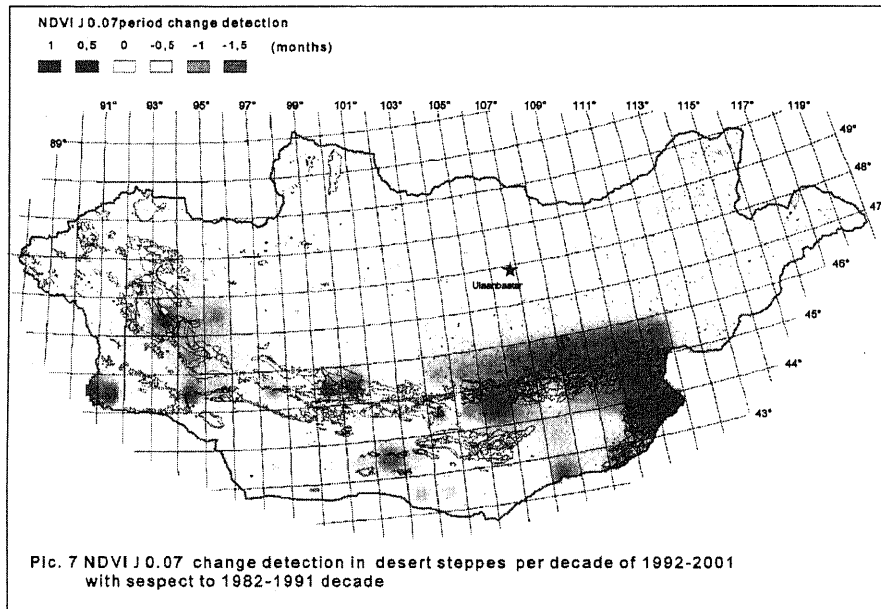 NDVI J 0.07period change detection
1 0,5 0 -0,5 -1 -1,5 (months)
91° 93° 95° 97° 99° 101° 103° 105° 107° 109° 111° 113° 115° 117° 119°
89°
49°
48°
47°
46°
45°
44°
43°
Ulaanbaatar
Pic. 7 NDVI J 0.07 change detection in desert steppes per decade of 1992-2001
with sespect to 1982-1991 decade